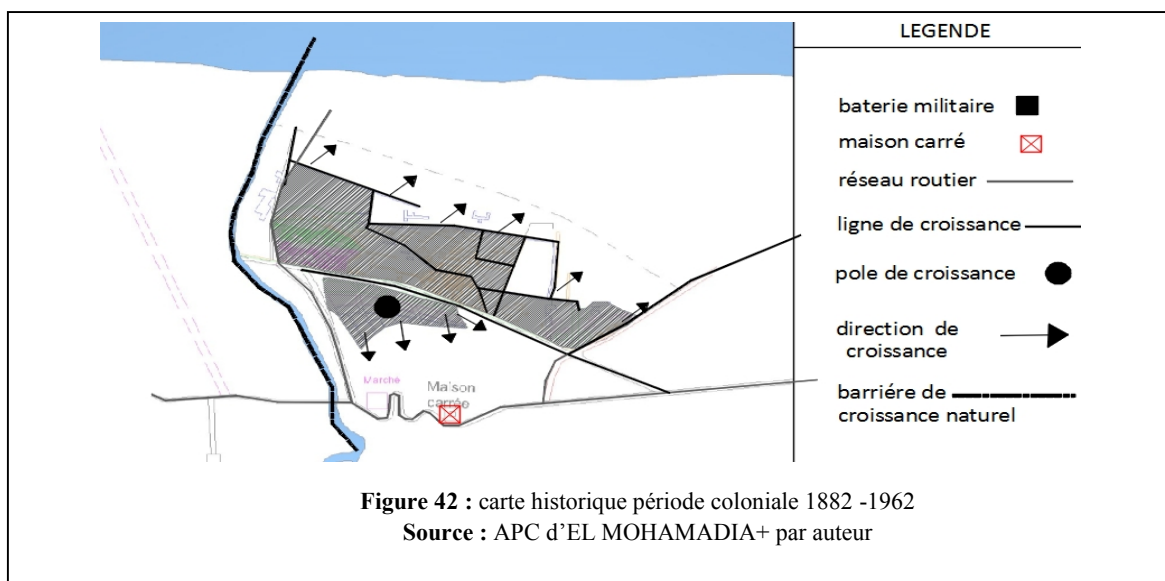 LEGENDE
baterie militaire
maison carré
réseau routier
ligne de croissance
pole de croissance
direction de
croissance
barriére de
croissance naturel
Marché
Maison
carrée
Figure 42 : carte historique période coloniale 1882 -1962
Source : APC d’EL MOHAMADIA+ par auteur